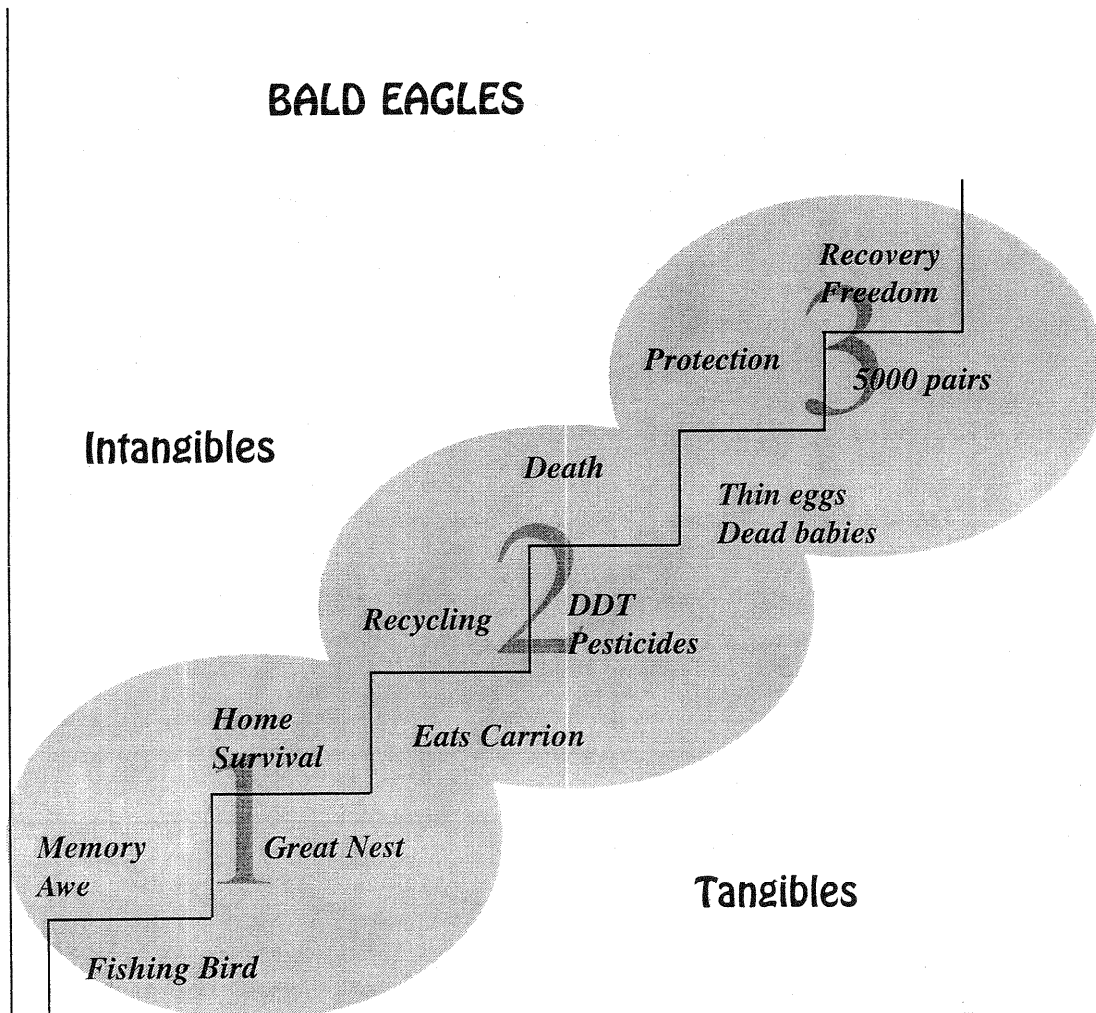 BALD EAGLES
Recovery
Freedom
3
Protection
5000 pairs
Intangibles
Death
Thin eggs
Dead babies
2
Recycling
DDT
Pesticides
Home
Survival
Eats Carrion
1
Memory
Awe
Great Nest
Tangibles
Fishing Bird